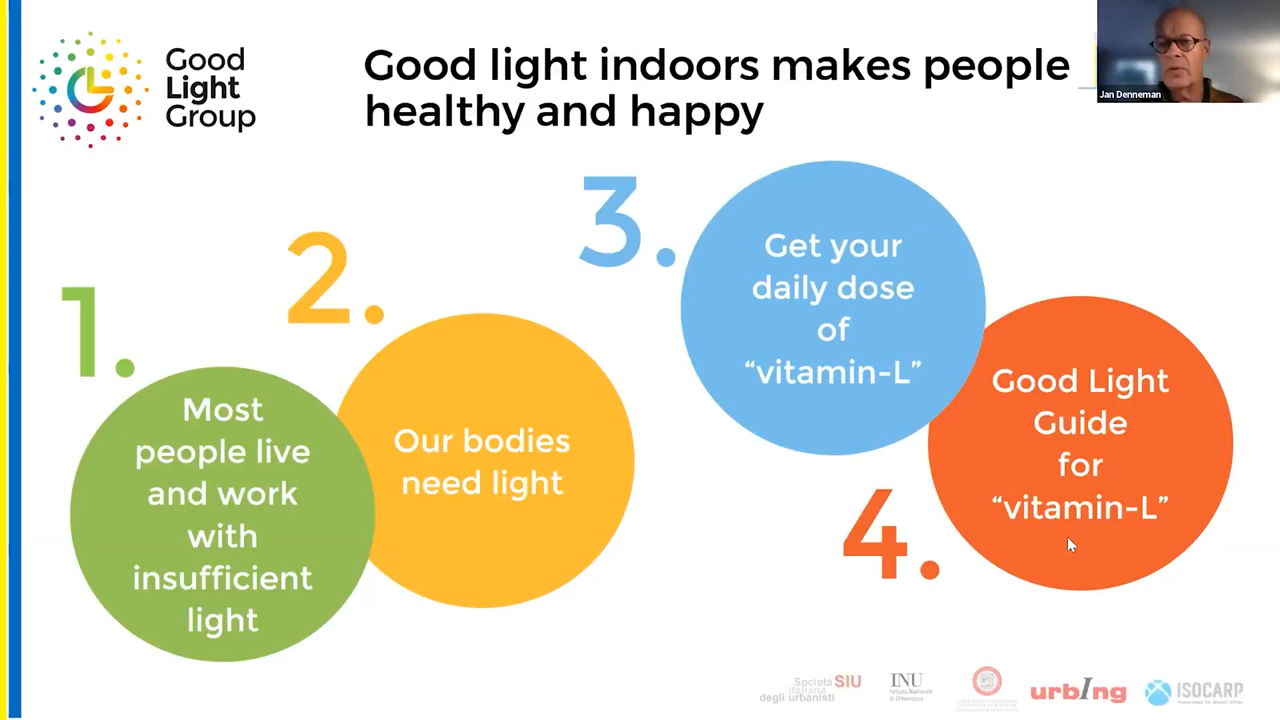 Good
Light
Group
Good light indoors makes people
healthy and happy
Jan Denneman
1.
Most
people live
and work
with
insufficient
light
2.
Our bodies
need light
3.
Get your
daily dose
of
“vitamin-L”
4.
Good Light
Guide
for
“vitamin-L”
Società SIU
italiana
degli urbanisti
INU
Istituto Nazionale
di Urbanistica
urbIng
ISOCARP